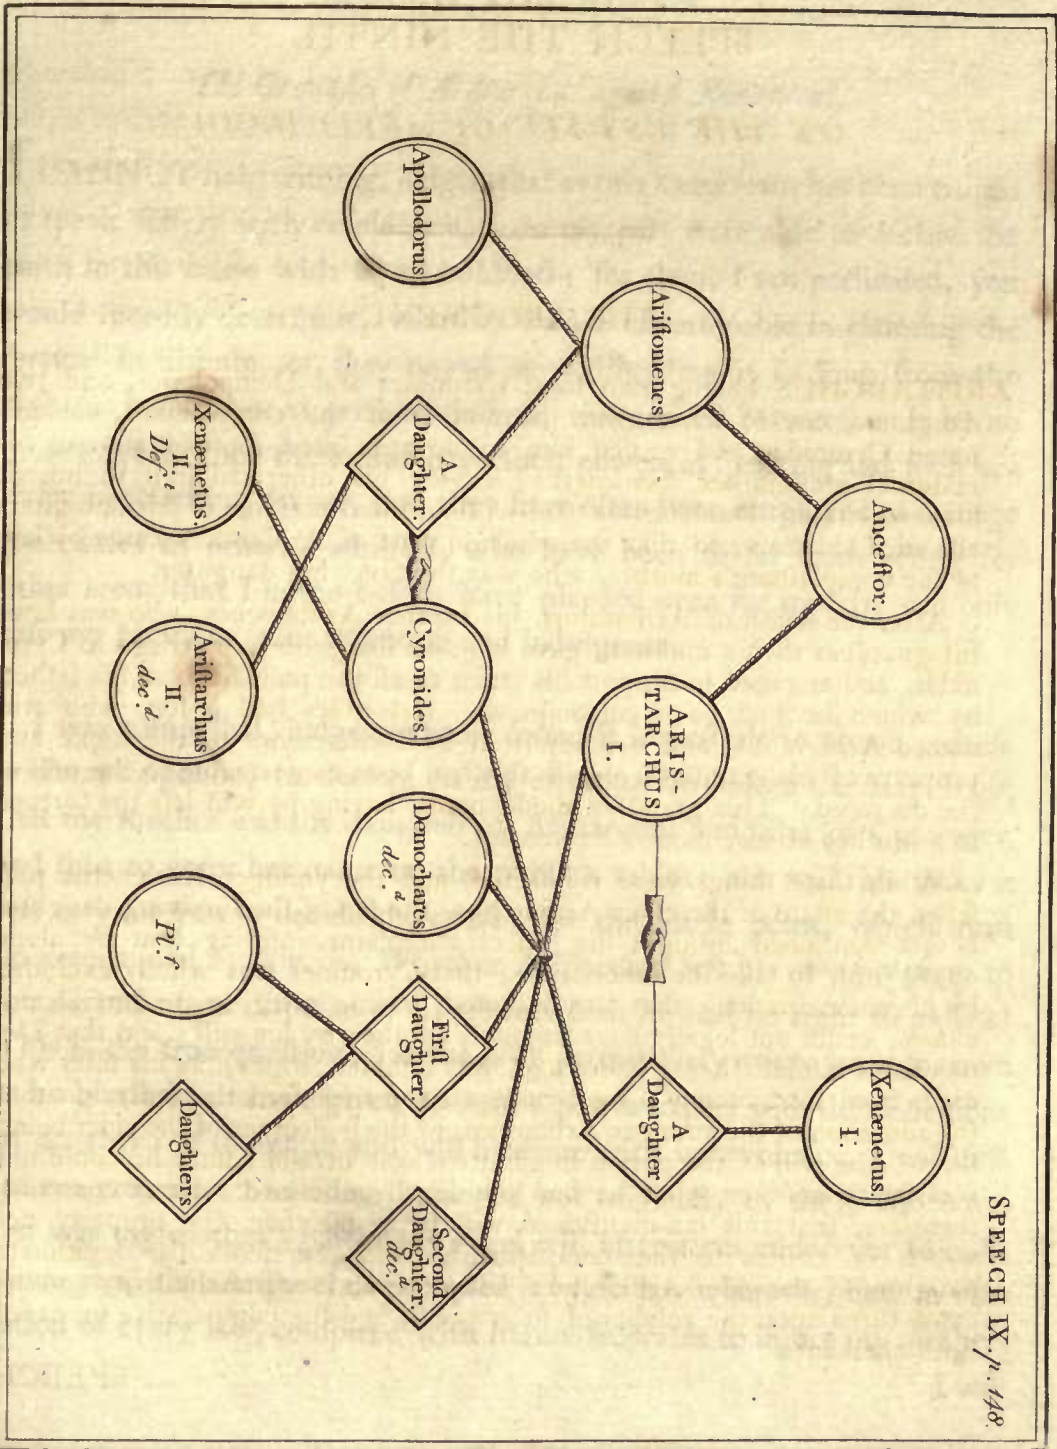 SPEECH IX. p. 148.
Anceſtor.
Xenænetus.
I.
Ariſtomenes
ARIS-
TARCHUS
I.
A
Daughter
Apollodorus
A
Daughter.
Cyronides.
Demochares
dec.d
Firſt
Daughter.
Second
Daughter.
dec.d
Xenænetus.
II.
Def.t
Ariſtarchus
II.
dec.d
Pl.f
Daughters